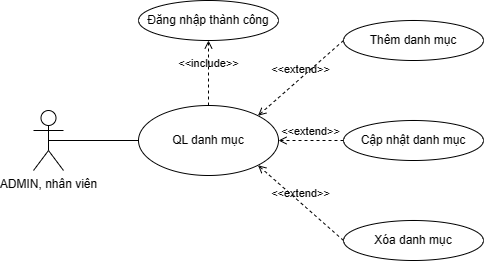 Đăng nhập thành công
Thêm danh mục
<<include>>
<<extend>>
QL danh mục
<<extend>>
Cập nhật danh mục
ADMIN, nhân viên
<<extend>>
Xóa danh mục